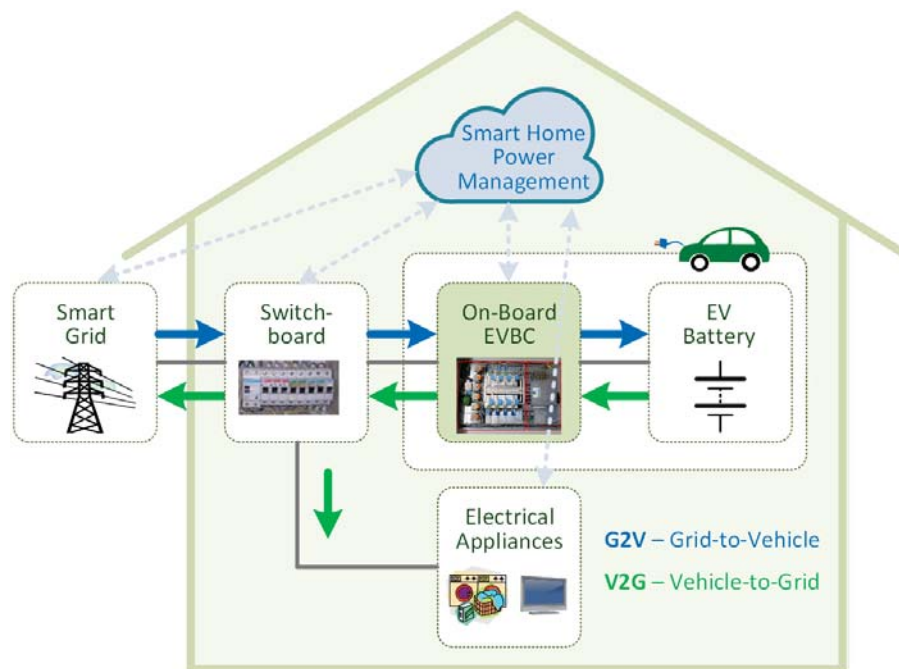 Smart Home
Power
Management
Smart
Grid
Switch-
board
On-Board
EVBC
EV
Battery
Electrical
Appliances
G2V – Grid-to-Vehicle
V2G – Vehicle-to-Grid